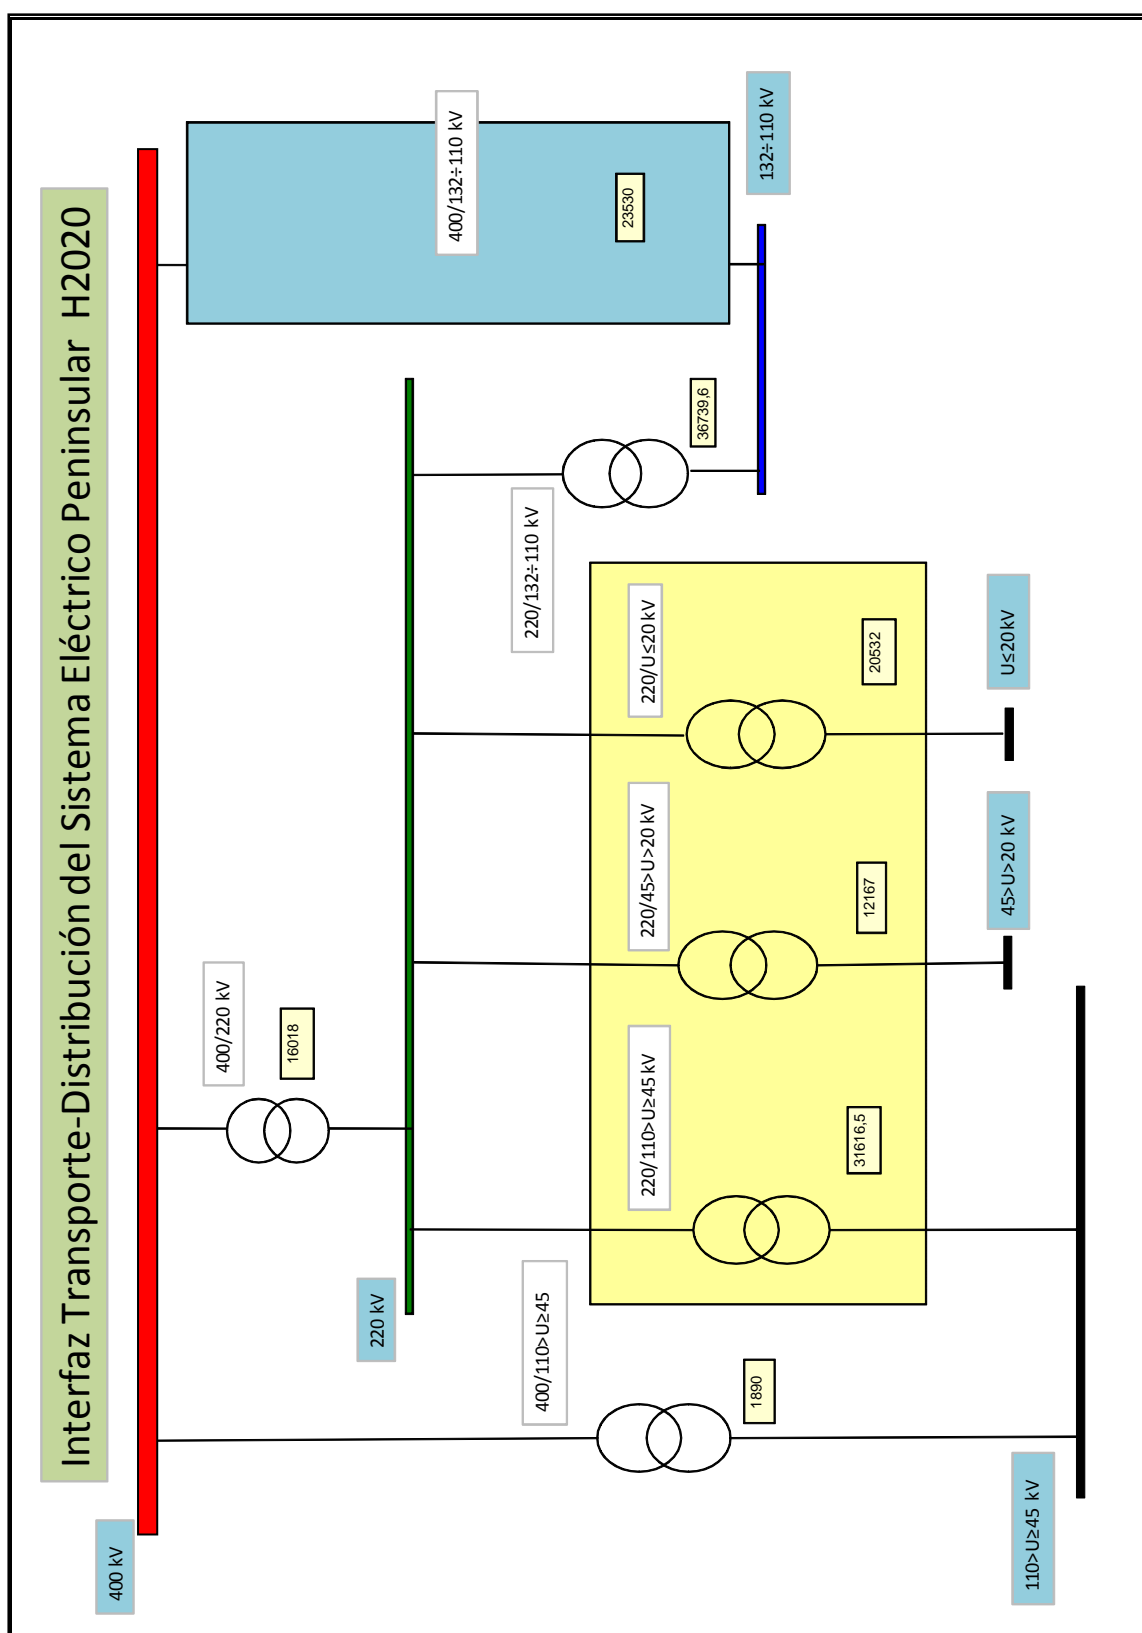 Interfaz Transporte-Distribución del Sistema Eléctrico Peninsular H2020
400 kV
400/220 kV
16018
400/132÷110 kV
23530
220 kV
220/132÷110 kV
36739,6
132÷110 kV
400/110>U≥45
1890
220/110>U≥45 kV
31616,5
220/45>U>20 kV
12167
220/U≤20 kV
20532
110>U≥45 kV
45>U>20 kV
U≤20 kV